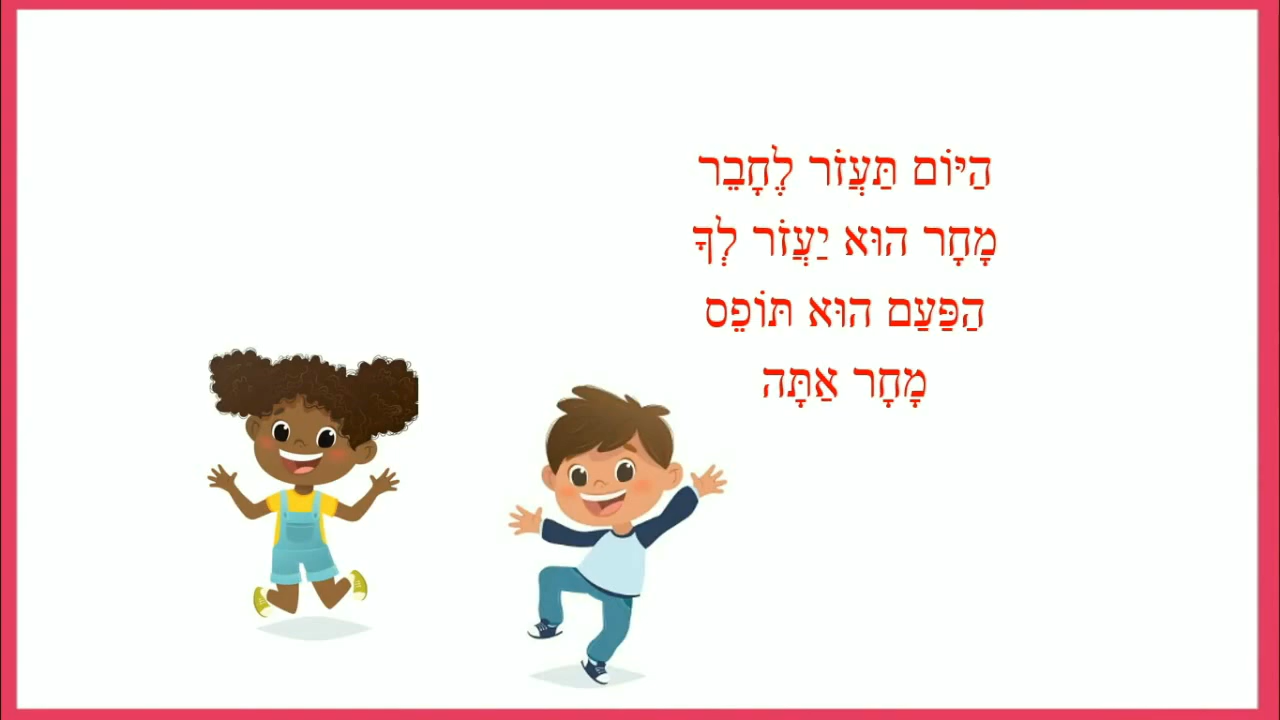 הַיּוֹם תַּעֲזֹר לֶחָבֵר
מָחָר הוּא יַעֲזֹר לְךָ
הַפַּעַם הוּא תּוֹפֵס
מָחָר אַתָּה